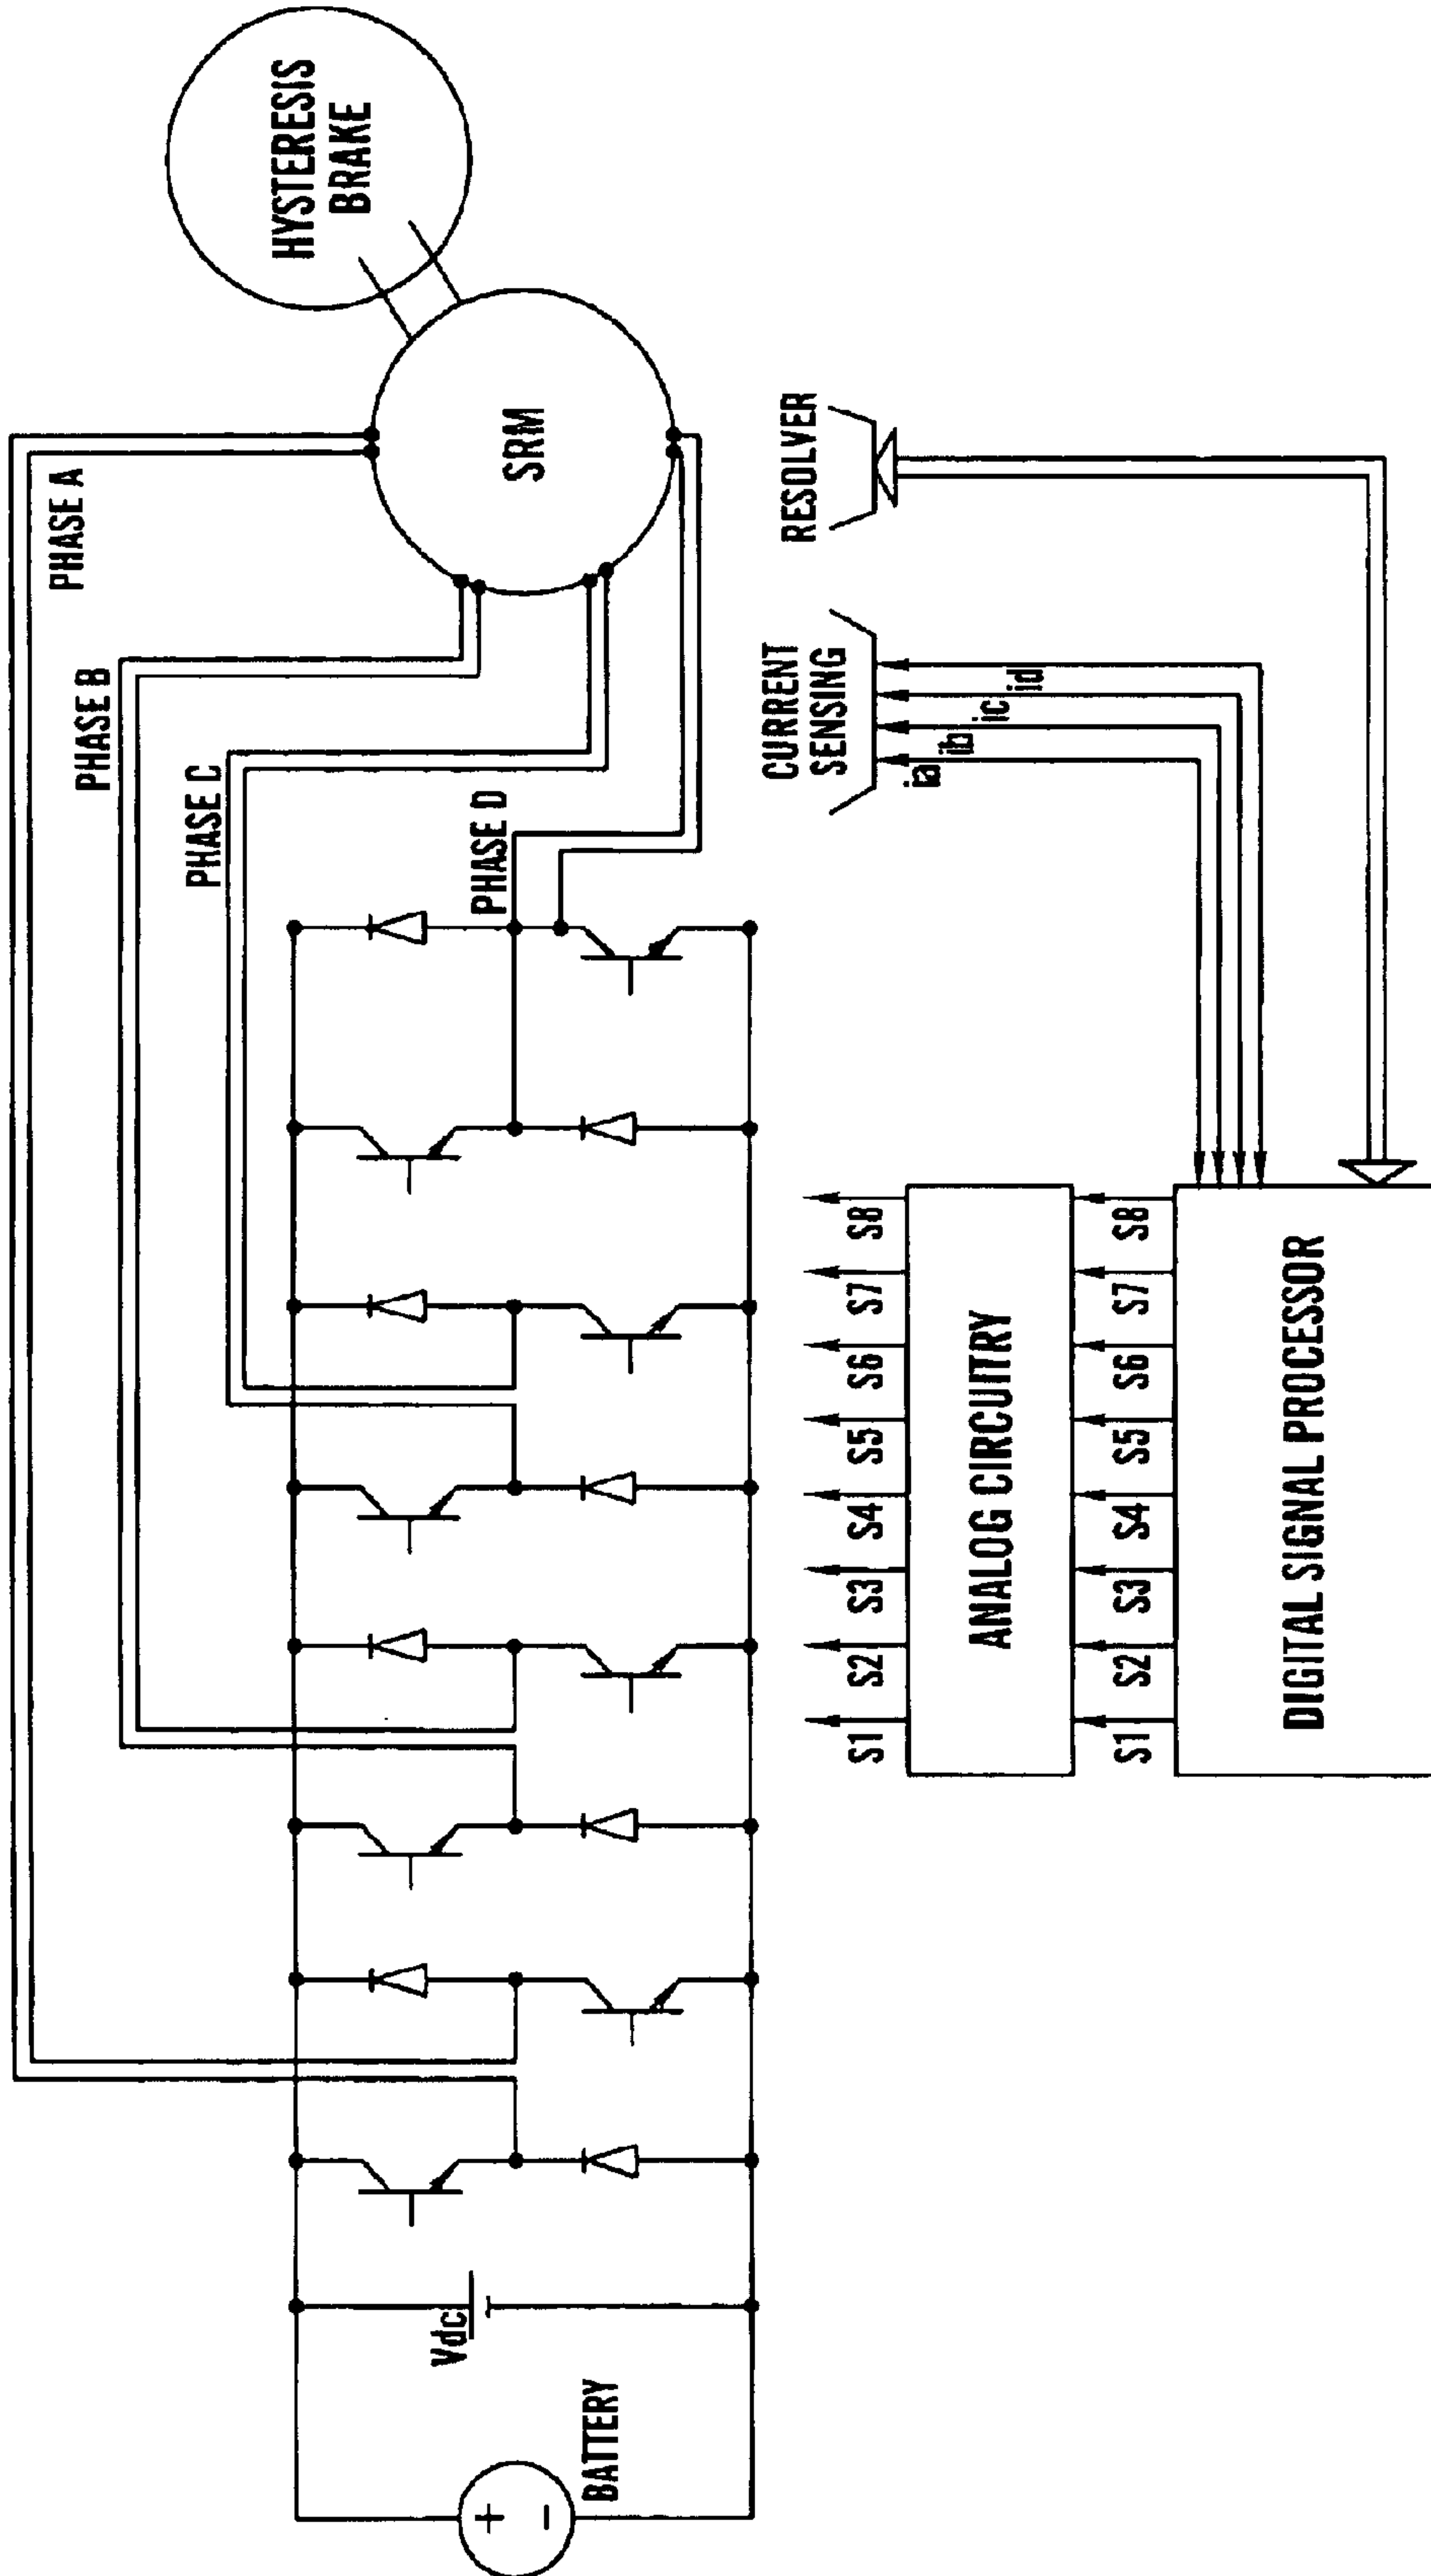 HYSTERESIS
BRAKE
SRM
PHASE A
PHASE B
PHASE C
PHASE D
RESOLVER
CURRENT
SENSING
ia
ib
ic
id
Vdc
+
-
BATTERY
S1 S2 S3 S4 S5 S6 S7 S8
ANALOG CIRCUITRY
S1 S2 S3 S4 S5 S6 S7 S8
DIGITAL SIGNAL PROCESSOR